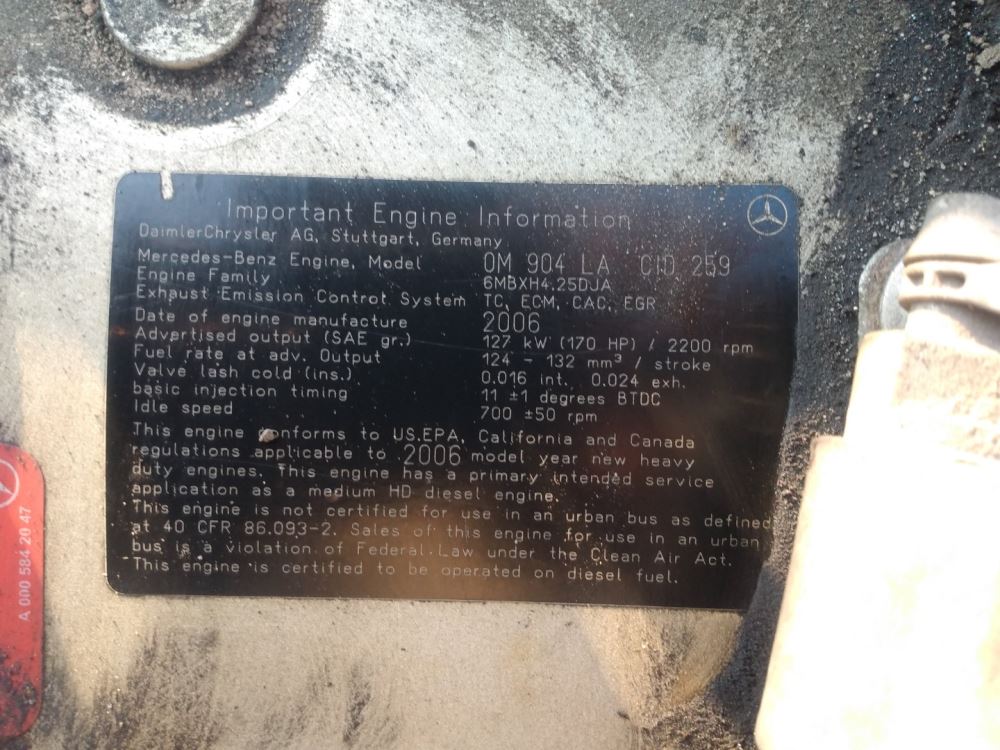 Important Engine Information
DaimlerChrysler AG, Stuttgart, Germany
Mercedes-Benz Engine, Model OM 904 LA CID 259
Engine Family 6MBXH4.25DJA
Exhaust Emission Control System TC, ECM, CAC, EGR
Date of engine manufacture 2006
Advertised output (SAE gr.) 127 kW (170 HP) / 2200 rpm
Fuel rate at adv. Output 124 - 132 mm³ / stroke
Valve lash cold (ins.) 0.016 int. 0.024 exh.
basic injection timing 11 ±1 degrees BTDC
Idle speed 700 ±50 rpm
This engine conforms to US.EPA, California and Canada
regulations applicable to 2006 model year new heavy
duty engines. This engine has a primary intended service
application as a medium HD diesel engine.
This engine is not certified for use in an urban bus as defined
at 40 CFR 86.093-2. Sales of this engine for use in an urban
bus is a violation of Federal Law under the Clean Air Act.
This engine is certified to be operated on diesel fuel.
A 000 584 20 47